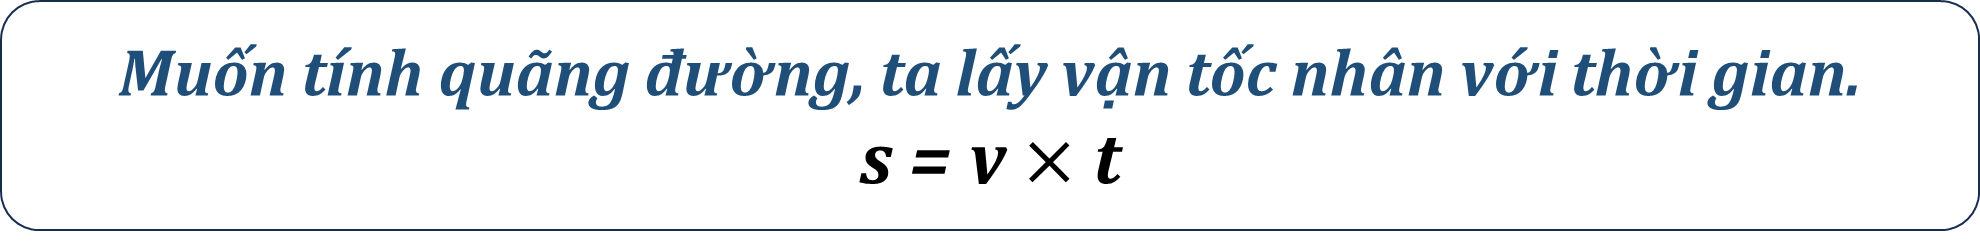 Muốn tính quãng đường, ta lấy vận tốc nhân với thời gian.
s = v × t